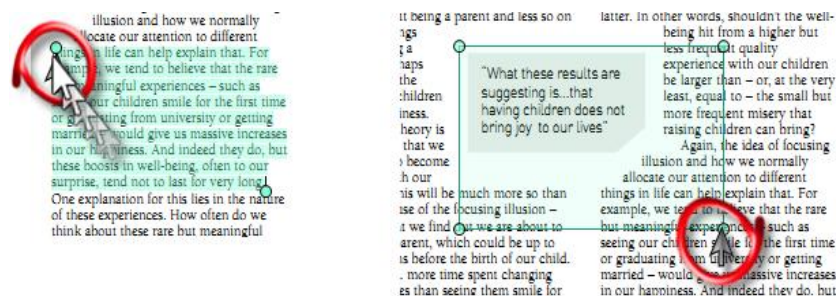 illusion and how we normally
locate our attention to different
things in life can help explain that. For
we tend to believe that the rare
meaningful experiences – such as
our children smile for the first time
or graduating from university or getting
married – would give us massive increases
in our happiness. And indeed they do, but
these boosts in well-being, often to our
surprise, tend not to last for very long.
One explanation for this lies in the nature
of these experiences. How often do we
think about these rare but meaningful
it being a parent and less so on
ngs
g a
haps
the
children
iness.
heory is
that we
become
h our
his will be much more so than
use of the focusing illusion –
t we find out we are about to
arent, which could be up to
s before the birth of our child.
. more time spent changing
es than seeing them smile for
"What these results are
suggesting is...that
having children does not
bring joy to our lives"
latter. In other words, shouldn't the well-
being hit from a higher but
less frequent quality
experience with our children
be larger than – or, at the very
least, equal to – the small but
more frequent misery that
raising children can bring?
Again, the idea of focusing
illusion and how we normally
allocate our attention to different
things in life can help explain that. For
example, we tend to believe that the rare
but meaningful experiences – such as
seeing our children smile for the first time
or graduating from university or getting
married – would give us massive increases
in our happiness. And indeed they do, but